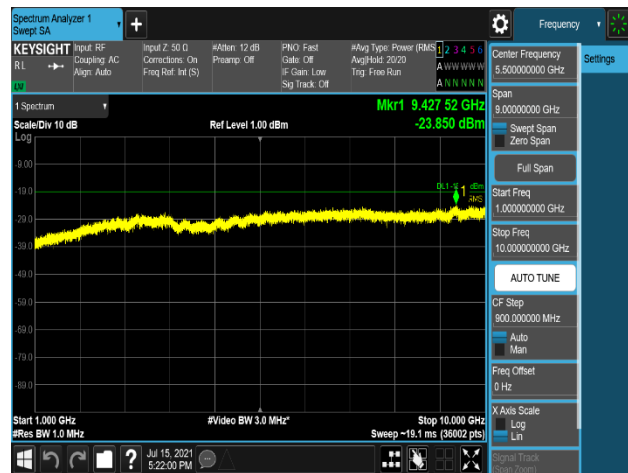 Spectrum Analyzer 1
Swept SA
+
Frequency
KEYSIGHT
RL
Input: RF
Coupling: AC
Align: Auto
Input Z: 50 Ω
Corrections: On
Freq Ref: Int (S)
#Atten: 12 dB
Preamp: Off
PNO: Fast
Gate: Off
IF Gain: Low
Sig Track: Off
#Avg Type: Power (RMS
Avg|Hold: 20/20
Trig: Free Run
1 2 3 4 5 6
A W W W W W
A N N N N N
1 Spectrum
Scale/Div 10 dB
Log
Ref Level 1.00 dBm
Mkr1 9.427 52 GHz
-23.850 dBm
-9.00
-19.0
-29.0
-39.0
-49.0
-59.0
-69.0
-79.0
-89.0
1
RMS
Start 1.000 GHz
#Res BW 1.0 MHz
#Video BW 3.0 MHz*
Stop 10.000 GHz
Sweep ~19.1 ms (36002 pts)
Jul 15, 2021
5:22:00 PM
?
Settings
Center Frequency
5.500000000 GHz
Span
9.00000000 GHz
Swept Span
Zero Span
Full Span
Start Freq
1.000000000 GHz
Stop Freq
10.000000000 GHz
AUTO TUNE
CF Step
900.000000 MHz
Auto
Man
Freq Offset
0 Hz
X Axis Scale
Log
Lin
Signal Track
(Span Zoom)